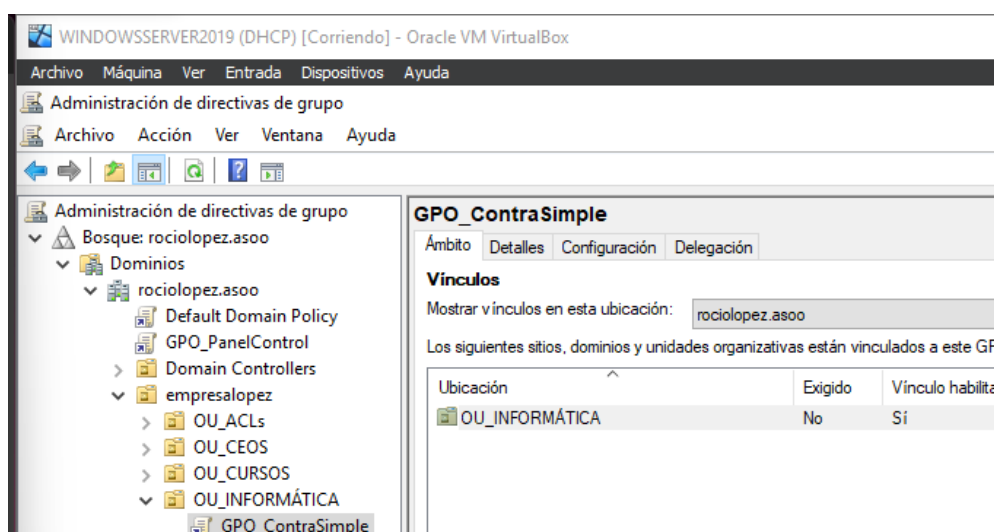 WINDOWSSERVER2019 (DHCP) [Corriendo] - Oracle VM VirtualBox
Archivo Máquina Ver Entrada Dispositivos Ayuda
Administración de directivas de grupo
Archivo Acción Ver Ventana Ayuda
Administración de directivas de grupo
Bosque: rociolopez.asoo
Dominios
rociolopez.asoo
Default Domain Policy
GPO_PanelControl
Domain Controllers
empresalopez
OU_ACLs
OU_CEOS
OU_CURSOS
OU_INFORMÁTICA
GPO_ContraSimple
GPO_ContraSimple
Ámbito Detalles Configuración Delegación
Vínculos
Mostrar vínculos en esta ubicación: rociolopez.asoo
Los siguientes sitios, dominios y unidades organizativas están vinculados a este GP
Ubicación Exigido Vínculo habilita
OU_INFORMÁTICA No Sí